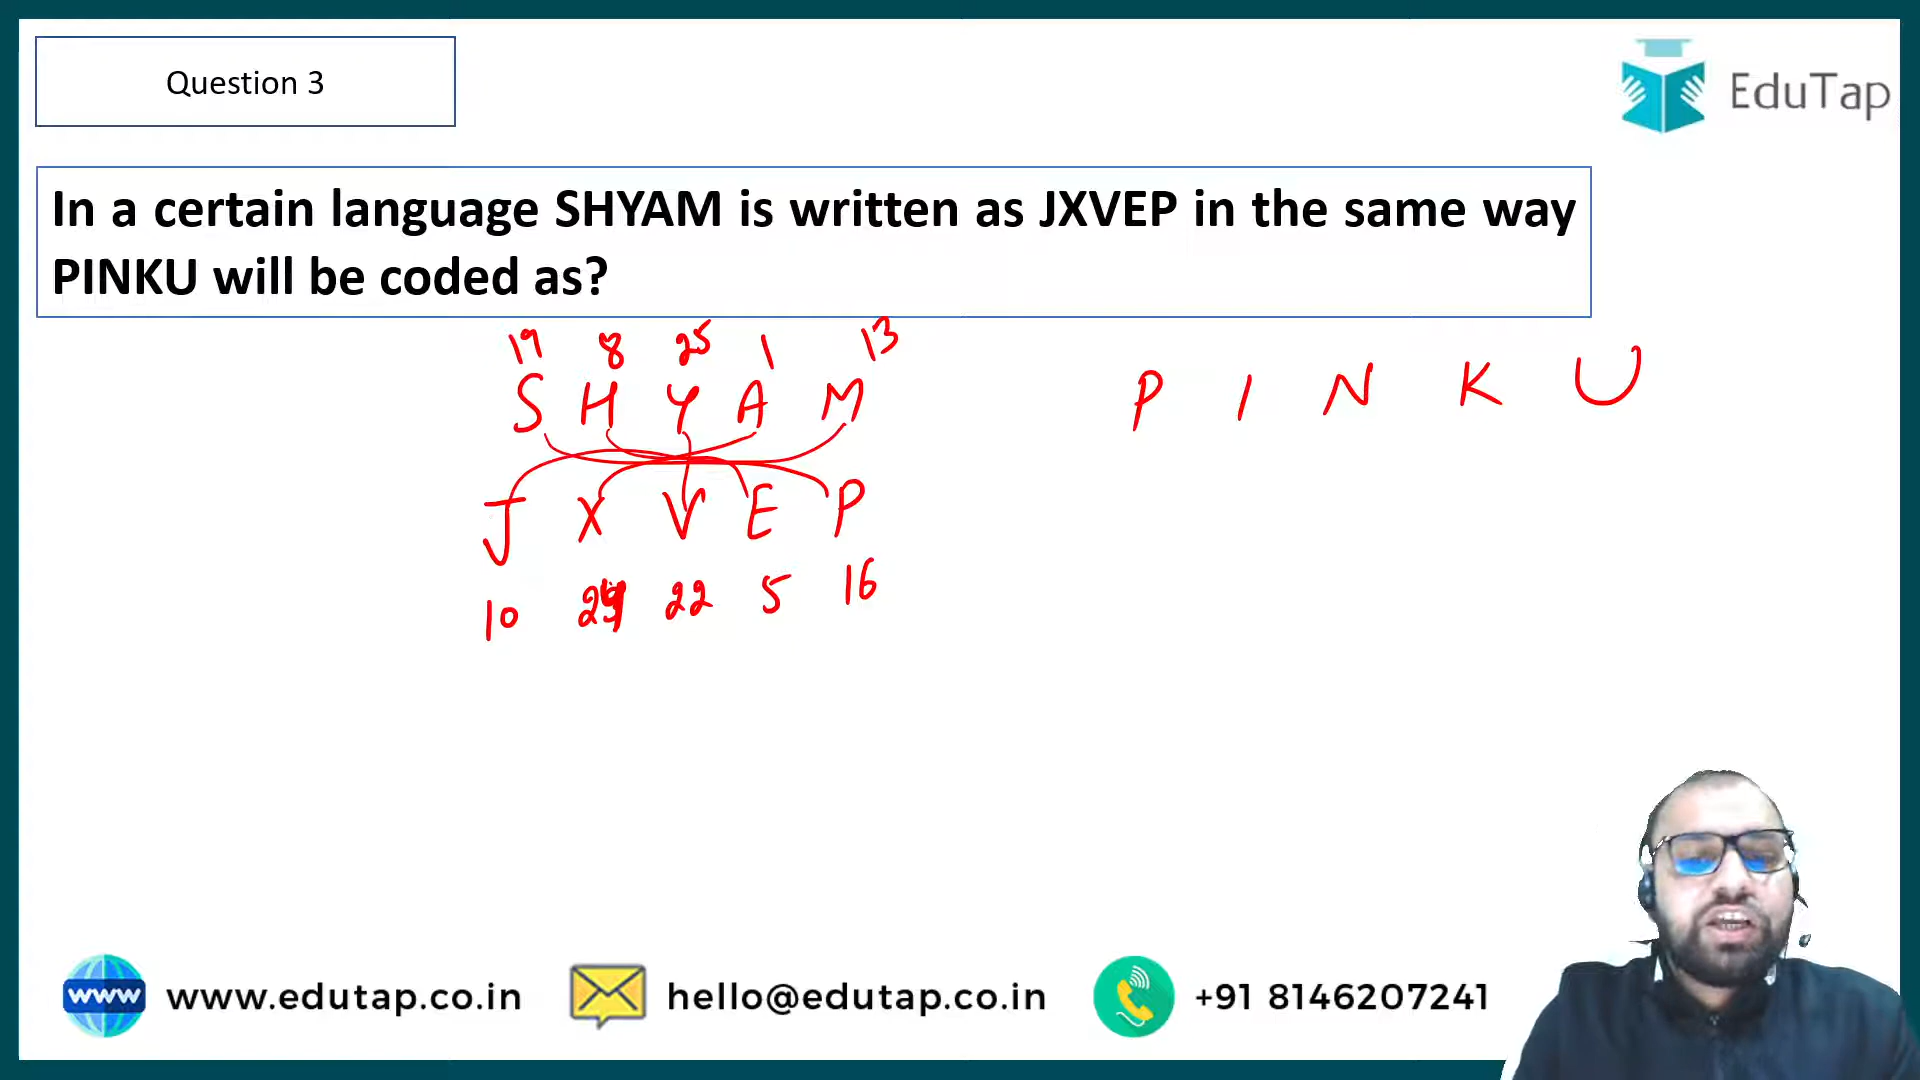 Question 3
EduTap
In a certain language SHYAM is written as JXVEP in the same way
PINKU will be coded as?
19 8 25 1 13
S H Y A M
P I N K U
J X V E P
10 24 22 5 16
www
www.edutap.co.in
hello@edutap.co.in
+91 8146207241